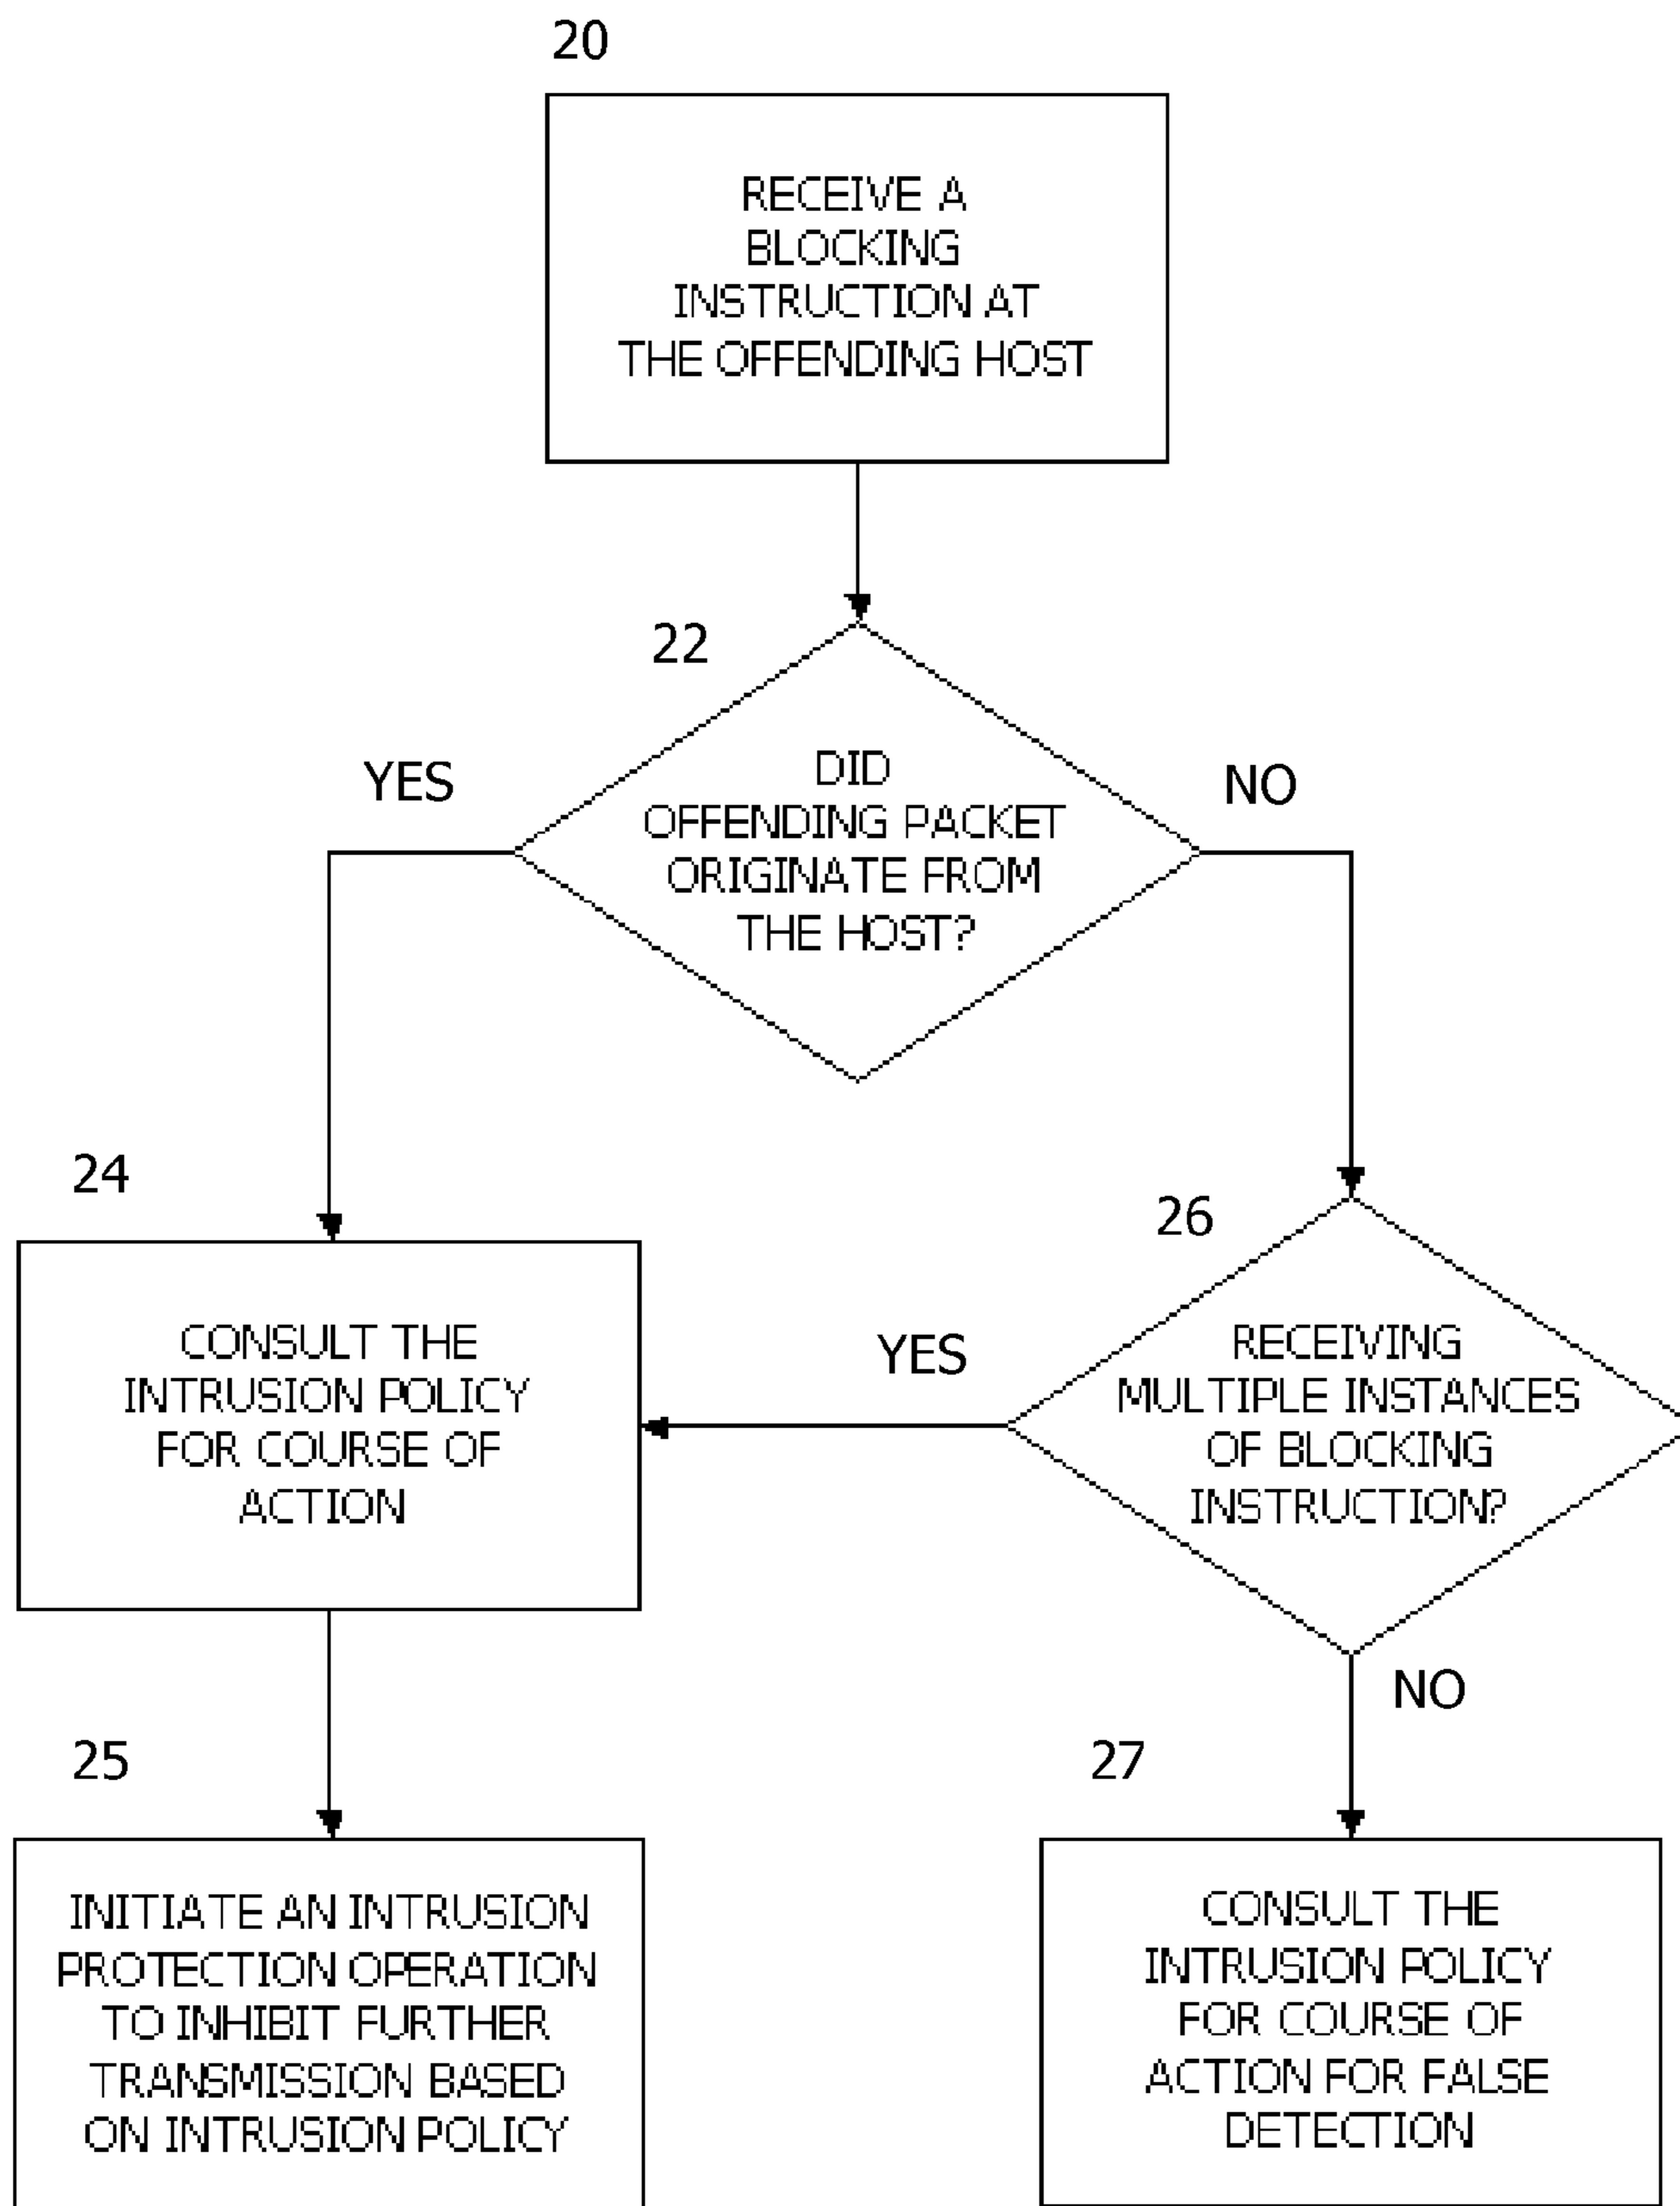 20
RECEIVE A
BLOCKING
INSTRUCTION AT
THE OFFENDING HOST
22
YES
NO
DID
OFFENDING PACKET
ORIGINATE FROM
THE HOST?
24
CONSULT THE
INTRUSION POLICY
FOR COURSE OF
ACTION
26
YES
RECEIVING
MULTIPLE INSTANCES
OF BLOCKING
INSTRUCTION?
NO
25
INITIATE AN INTRUSION
PROTECTION OPERATION
TO INHIBIT FURTHER
TRANSMISSION BASED
ON INTRUSION POLICY
27
CONSULT THE
INTRUSION POLICY
FOR COURSE OF
ACTION FOR FALSE
DETECTION